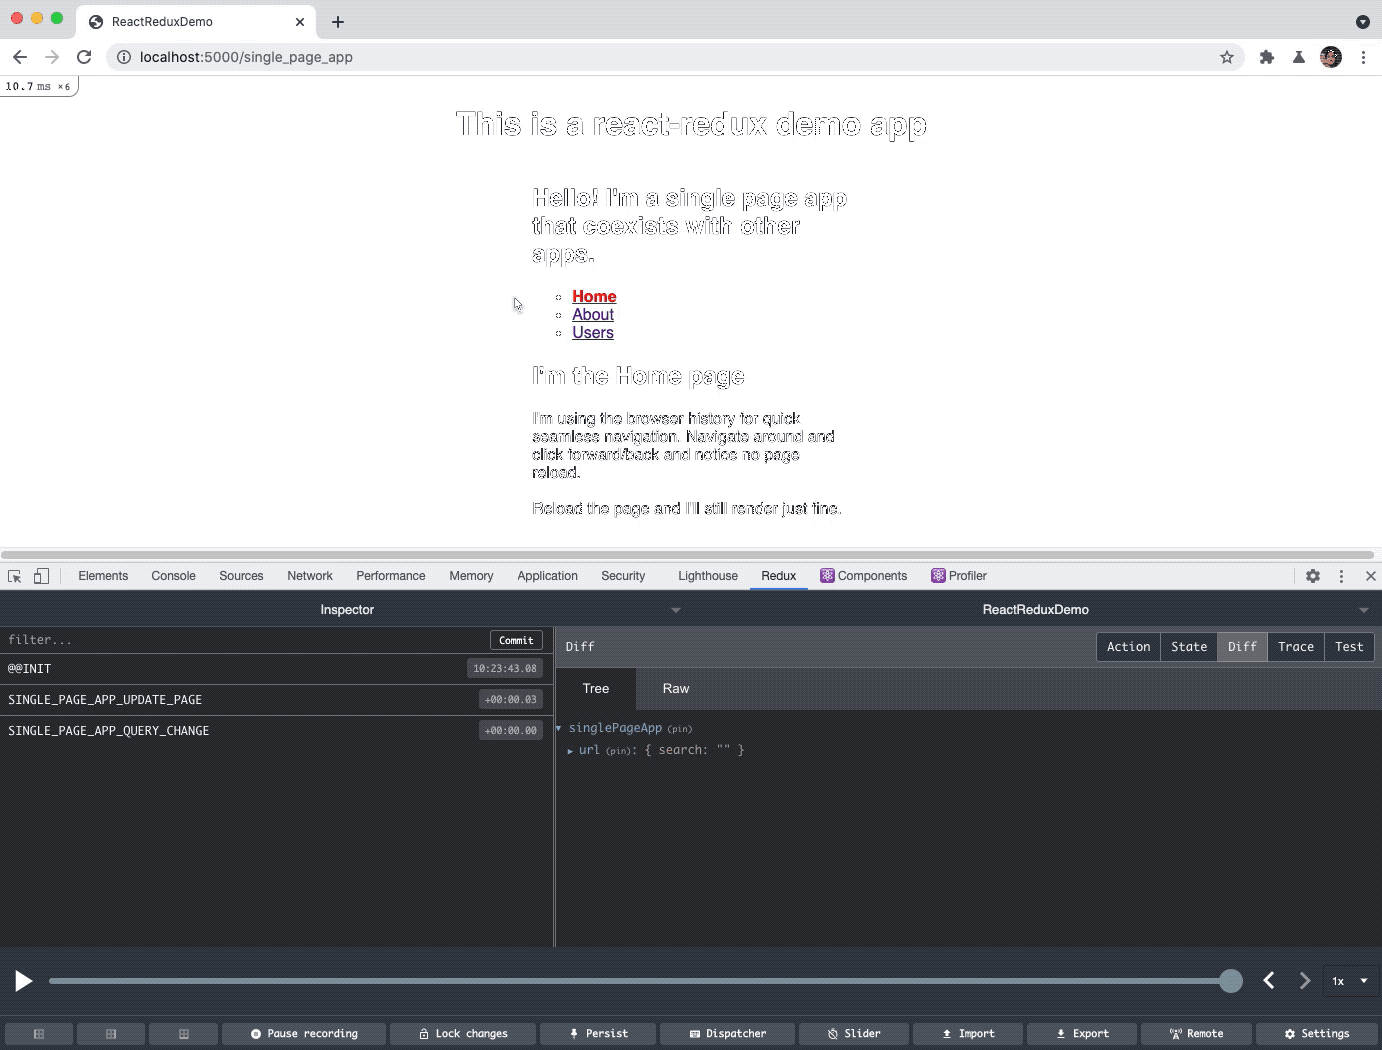 ReactReduxDemo
localhost:5000/single_page_app
10.7 ms ×6
This is a react-redux demo app
Hello! I'm a single page app
that coexists with other
apps.
Home
About
Users
I'm the Home page
I'm using the browser history for quick
seamless navigation. Navigate around and
click forward/back and notice no page
reload.
Reload the page and I'll still render just fine.
Elements Console Sources Network Performance Memory Application Security Lighthouse Redux Components Profiler
Inspector ReactReduxDemo
filter... Commit
Diff Action State Diff Trace Test
@@INIT 10:23:43.08
SINGLE_PAGE_APP_UPDATE_PAGE +00:00.03
SINGLE_PAGE_APP_QUERY_CHANGE +00:00.00
Tree Raw
singlePageApp (pin)
url (pin): { search: "" }
1x
Pause recording Lock changes Persist Dispatcher Slider Import Export Remote Settings